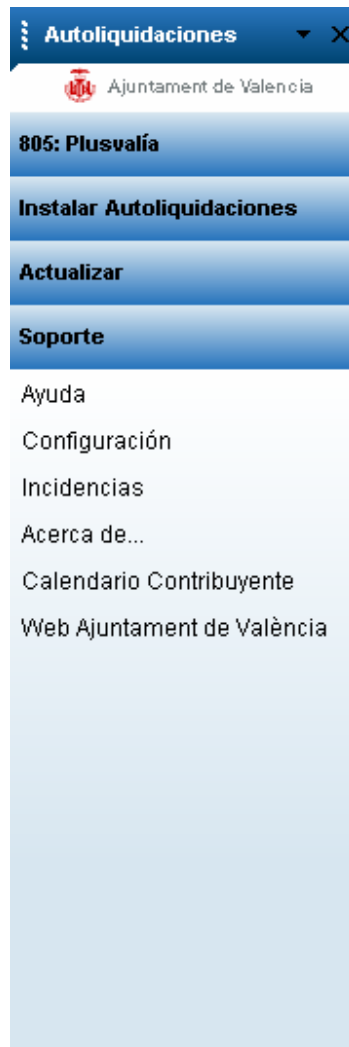 Autoliquidaciones
Ajuntament de Valencia
805: Plusvalía
Instalar Autoliquidaciones
Actualizar
Soporte
Ayuda
Configuración
Incidencias
Acerca de...
Calendario Contribuyente
Web Ajuntament de València